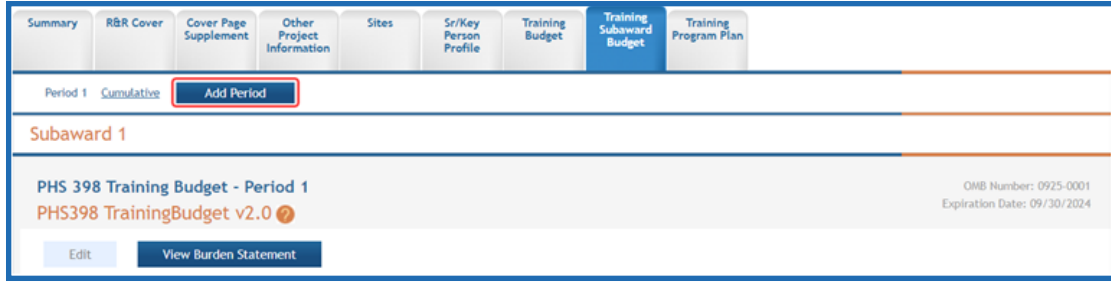 Summary
R&R Cover
Cover Page
Supplement
Other
Project
Information
Sites
Sr/Key
Person
Profile
Training
Budget
Training
Subaward
Budget
Training
Program Plan
Period 1 Cumulative Add Period
Subaward 1
PHS 398 Training Budget - Period 1
OMB Number: 0925-0001
PHS398 TrainingBudget v2.0 ?
Expiration Date: 09/30/2024
Edit View Burden Statement